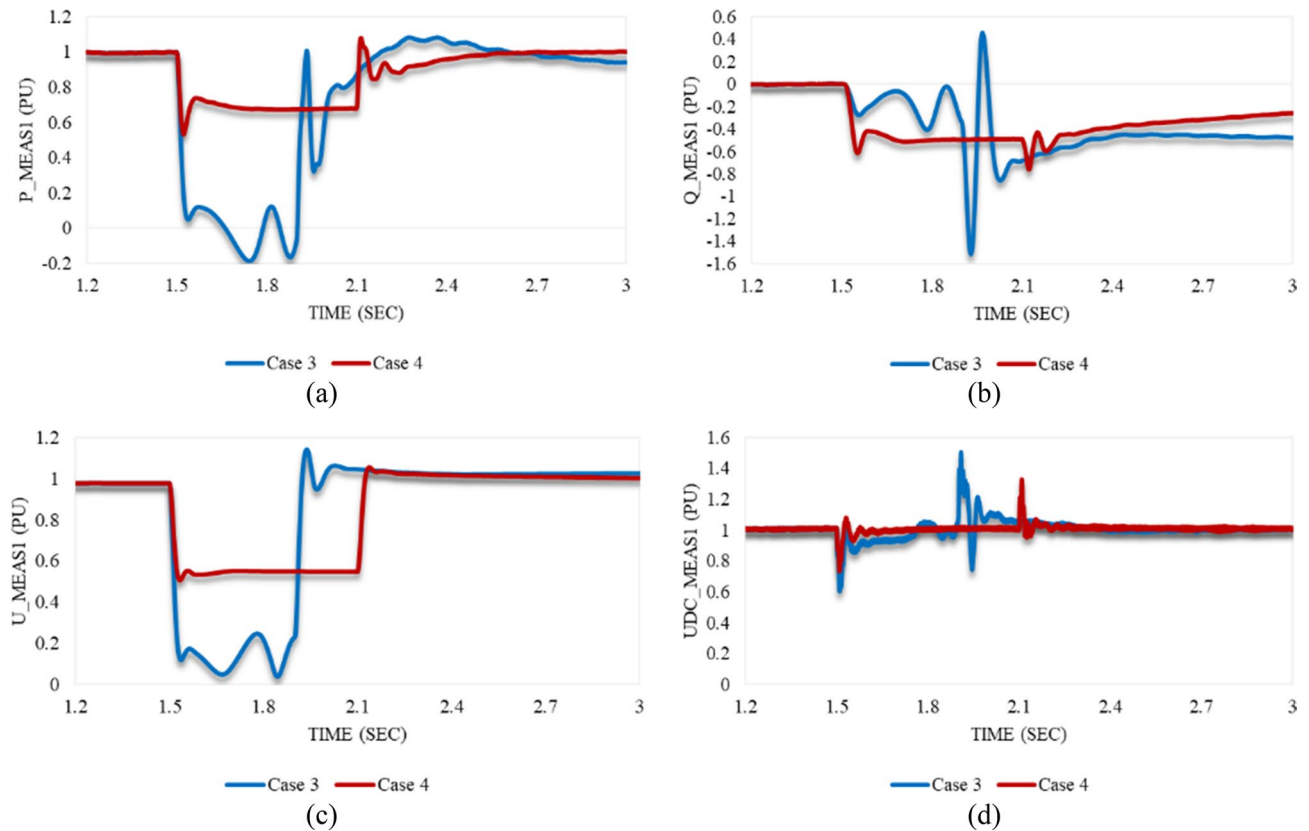 P_MEAS1 (PU)
1.2
1
0.8
0.6
0.4
0.2
0
-0.2
1.2 1.5 1.8 2.1 2.4 2.7 3
TIME (SEC)
Case 3 Case 4
(a)
Q_MEAS1 (PU)
0.6
0.4
0.2
0
-0.2
-0.4
-0.6
-0.8
-1
-1.2
-1.4
-1.6
1.2 1.5 1.8 2.1 2.4 2.7 3
TIME (SEC)
Case 3 Case 4
(b)
U_MEAS1 (PU)
1.2
1
0.8
0.6
0.4
0.2
0
1.2 1.5 1.8 2.1 2.4 2.7 3
TIME (SEC)
Case 3 Case 4
(c)
UDC_MEAS1 (PU)
1.6
1.4
1.2
1
0.8
0.6
0.4
0.2
0
1.2 1.5 1.8 2.1 2.4 2.7 3
TIME (SEC)
Case 3 Case 4
(d)